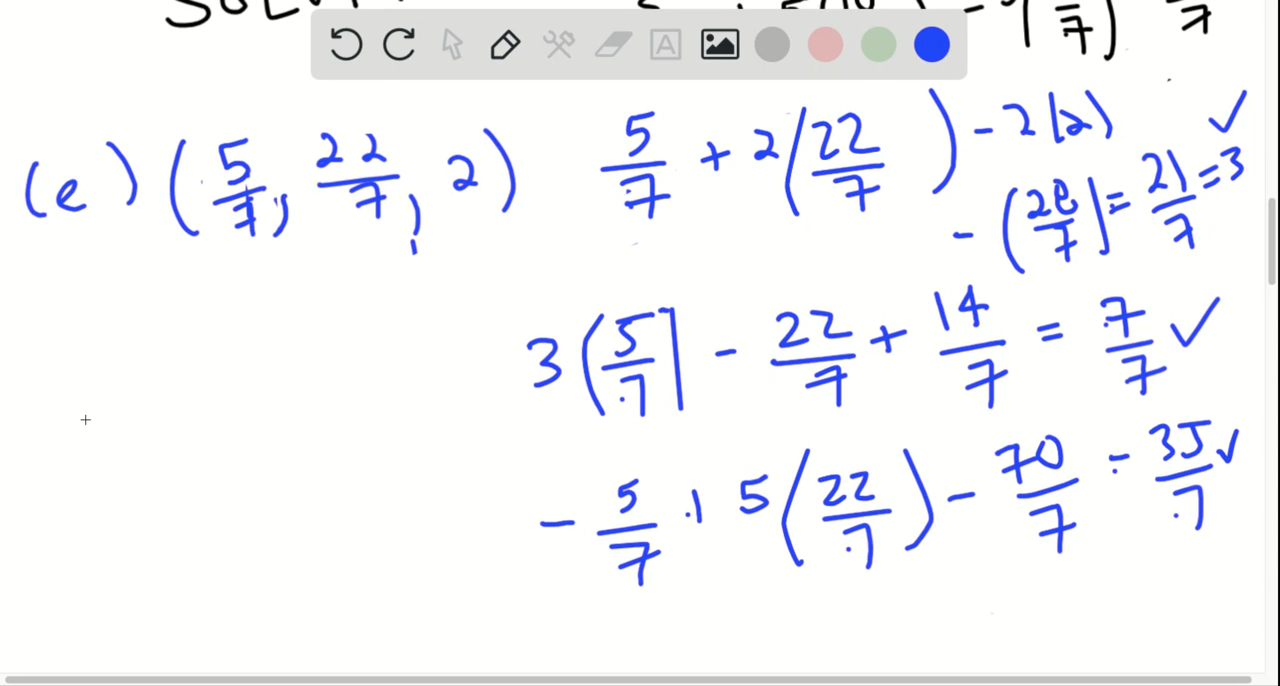 (e) (5/7, 22/7, 2) 5/7 + 2(22/7) - 2(2) ✓
- (28/7) = 21/7 = 3
3(5/7) - 22/7 + 14/7 = 7/7 ✓
- 5/7 + 5(22/7) - 70/7 = 35/7 ✓